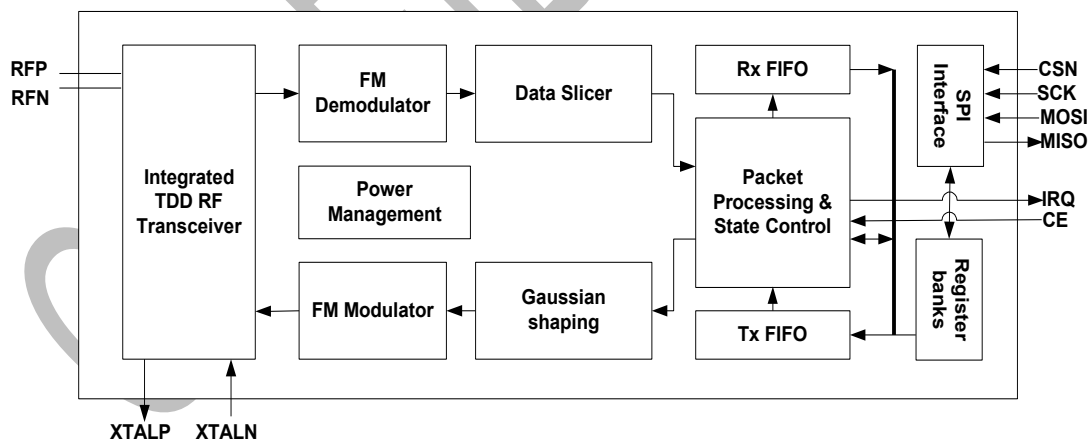 RFP
RFN
Integrated
TDD RF
Transceiver
FM
Demodulator
Data Slicer
Power
Management
FM Modulator
Gaussian
shaping
Rx FIFO
Packet
Processing &
State Control
Tx FIFO
SPI
Interface
Register
banks
CSN
SCK
MOSI
MISO
IRQ
CE
XTALP
XTALN